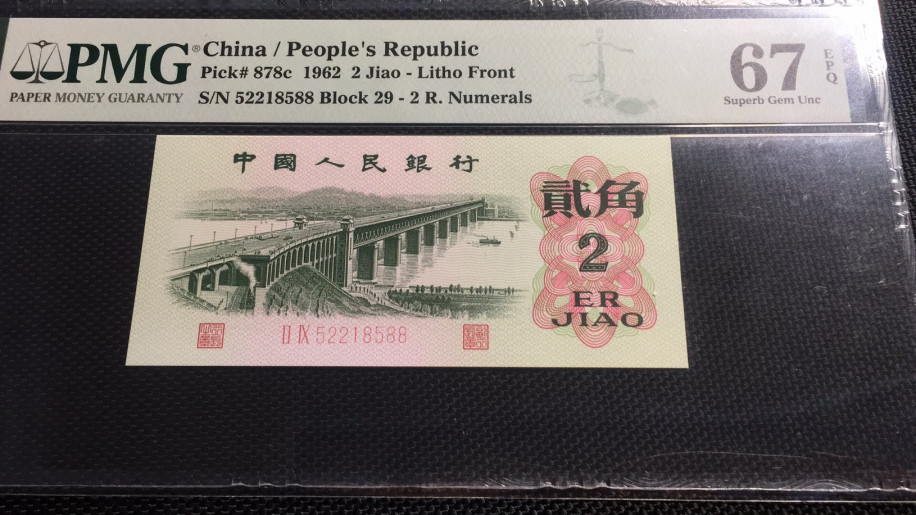 PMG® China / People's Republic
Pick# 878c 1962 2 Jiao - Litho Front
PAPER MONEY GUARANTY
S/N 52218588 Block 29 - 2 R. Numerals
67 EPQ
Superb Gem Unc
中國人民銀行
貳角
2
ER
JIAO
II IX 52218588